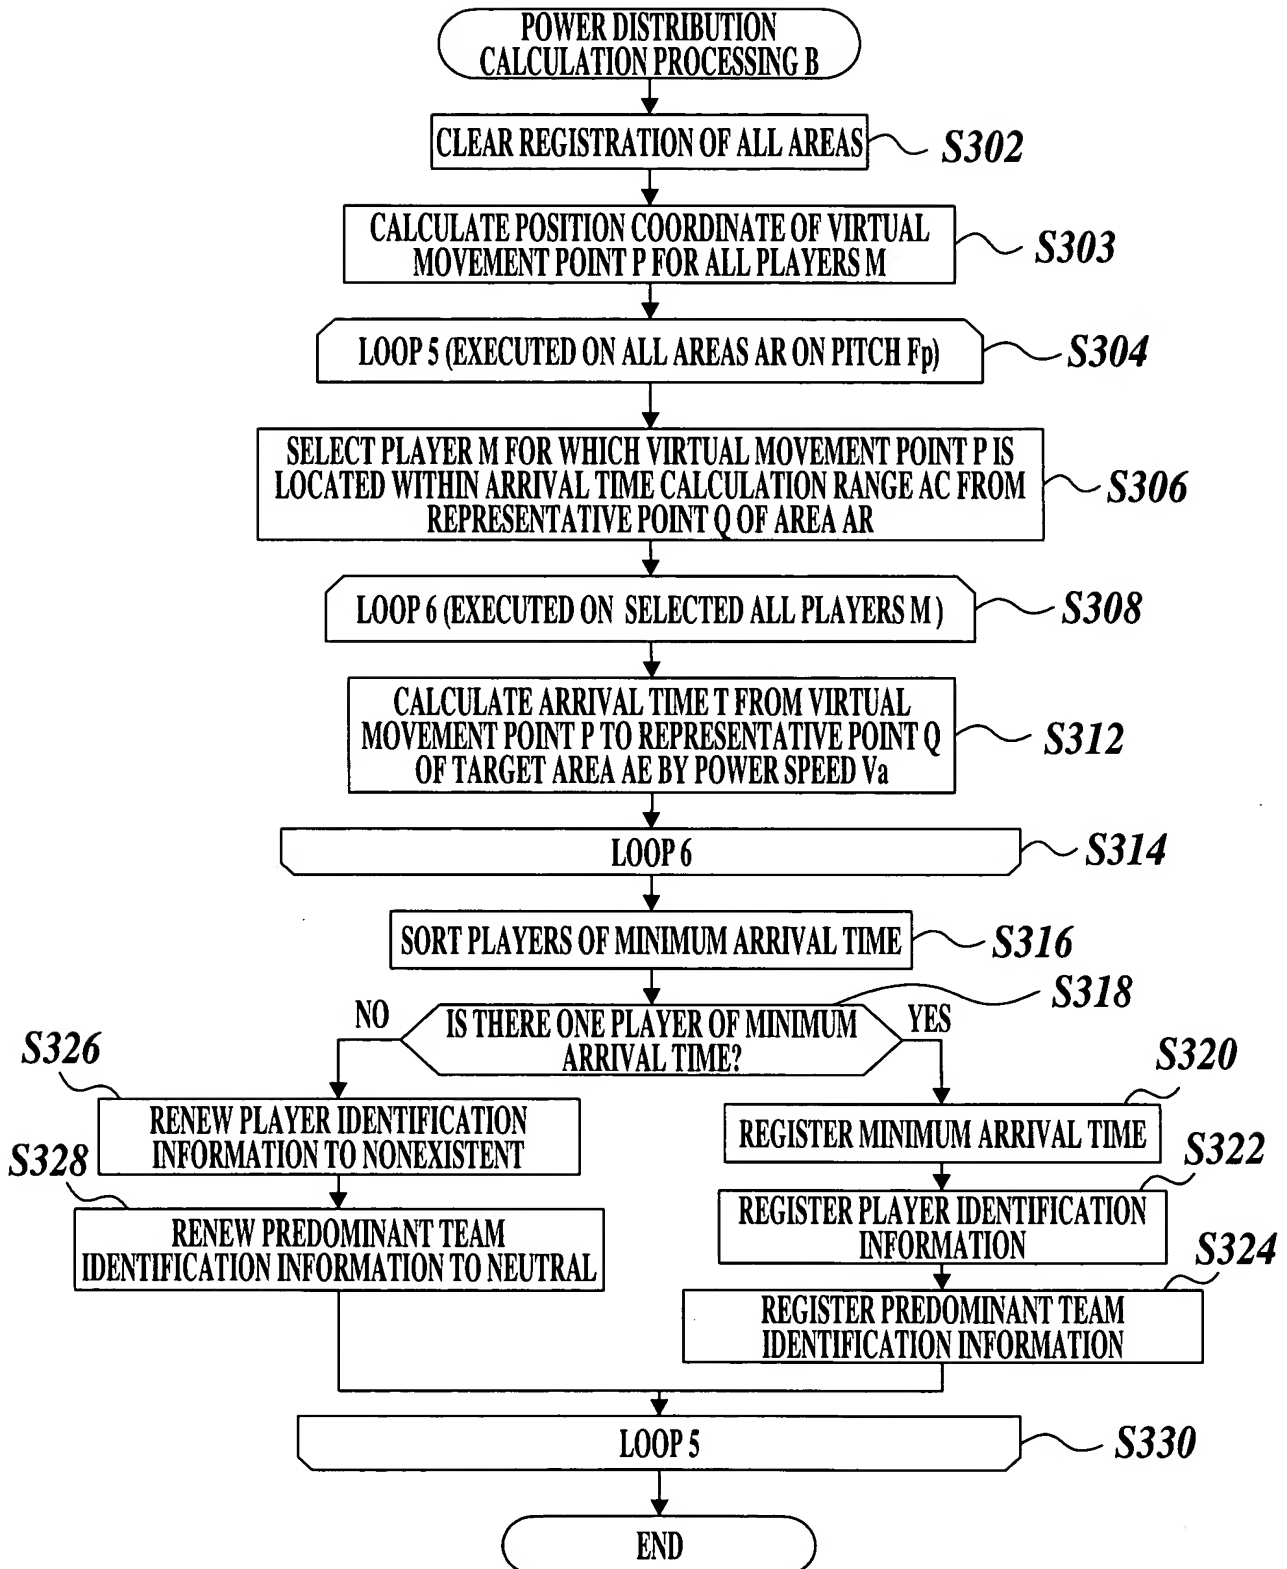 POWER DISTRIBUTION
CALCULATION PROCESSING B
CLEAR REGISTRATION OF ALL AREAS
S302
CALCULATE POSITION COORDINATE OF VIRTUAL
MOVEMENT POINT P FOR ALL PLAYERS M
S303
LOOP 5 (EXECUTED ON ALL AREAS AR ON PITCH Fp)
S304
SELECT PLAYER M FOR WHICH VIRTUAL MOVEMENT POINT P IS
LOCATED WITHIN ARRIVAL TIME CALCULATION RANGE AC FROM
REPRESENTATIVE POINT Q OF AREA AR
S306
LOOP 6 (EXECUTED ON SELECTED ALL PLAYERS M )
S308
CALCULATE ARRIVAL TIME T FROM VIRTUAL
MOVEMENT POINT P TO REPRESENTATIVE POINT Q
OF TARGET AREA AE BY POWER SPEED Va
S312
LOOP 6
S314
SORT PLAYERS OF MINIMUM ARRIVAL TIME
S316
S318
NO
IS THERE ONE PLAYER OF MINIMUM
ARRIVAL TIME?
YES
S326
RENEW PLAYER IDENTIFICATION
INFORMATION TO NONEXISTENT
S328
RENEW PREDOMINANT TEAM
IDENTIFICATION INFORMATION TO NEUTRAL
S320
REGISTER MINIMUM ARRIVAL TIME
S322
REGISTER PLAYER IDENTIFICATION
INFORMATION
S324
REGISTER PREDOMINANT TEAM
IDENTIFICATION INFORMATION
LOOP 5
S330
END